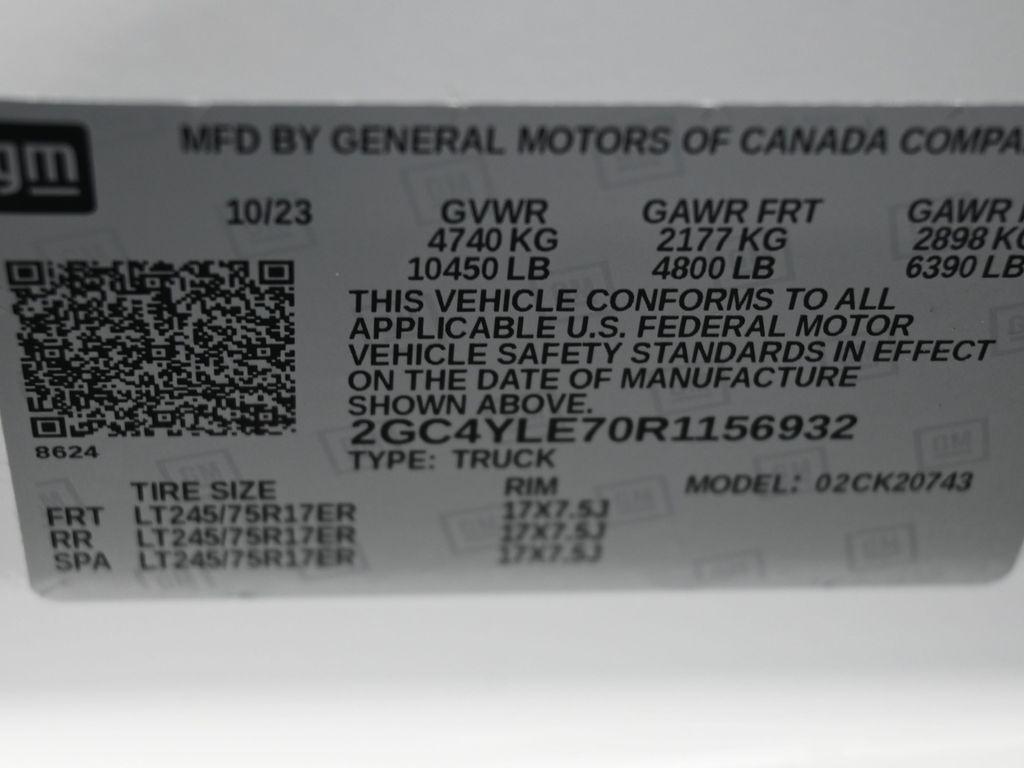 gm
MFD BY GENERAL MOTORS OF CANADA COMPA
10/23 GVWR GAWR FRT GAWR
4740 KG 2177 KG 2898 KG
10450 LB 4800 LB 6390 LB
THIS VEHICLE CONFORMS TO ALL
APPLICABLE U.S. FEDERAL MOTOR
VEHICLE SAFETY STANDARDS IN EFFECT
ON THE DATE OF MANUFACTURE
SHOWN ABOVE.
2GC4YLE70R1156932
8624
TYPE: TRUCK
TIRE SIZE RIM MODEL: 02CK20743
FRT LT245/75R17ER 17X7.5J
RR LT245/75R17ER 17X7.5J
SPA LT245/75R17ER 17X7.5J